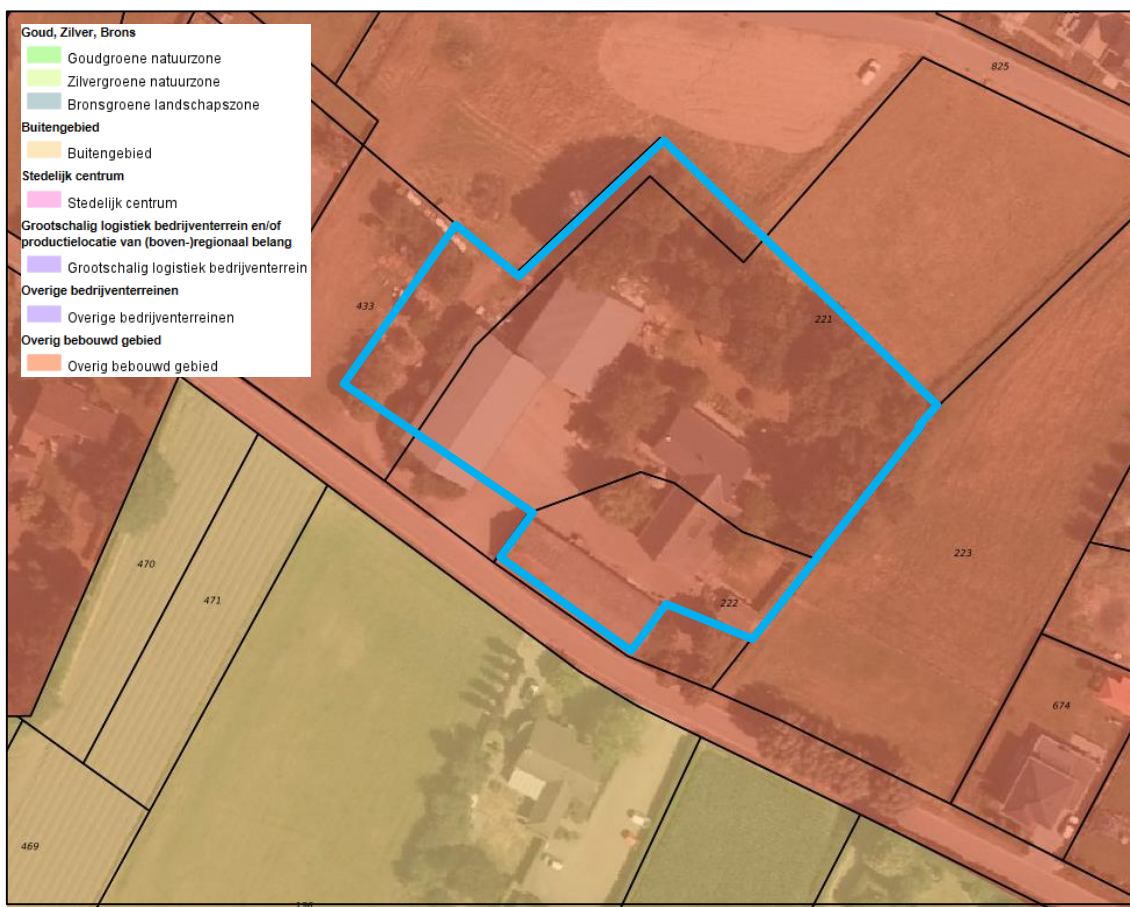 Goud, Zilver, Brons
Goudgroene natuurzone
Zilvergroene natuurzone
Bronsgroene landschapszone
Buitengebied
Buitengebied
Stedelijk centrum
Stedelijk centrum
Grootschalig logistiek bedrijventerrein en/of
productielocatie van (boven-)regionaal belang
Grootschalig logistiek bedrijventerrein
Overige bedrijventerreinen
Overige bedrijventerreinen
Overig bebouwd gebied
Overig bebouwd gebied
825
433
221
223
222
470
471
674
469